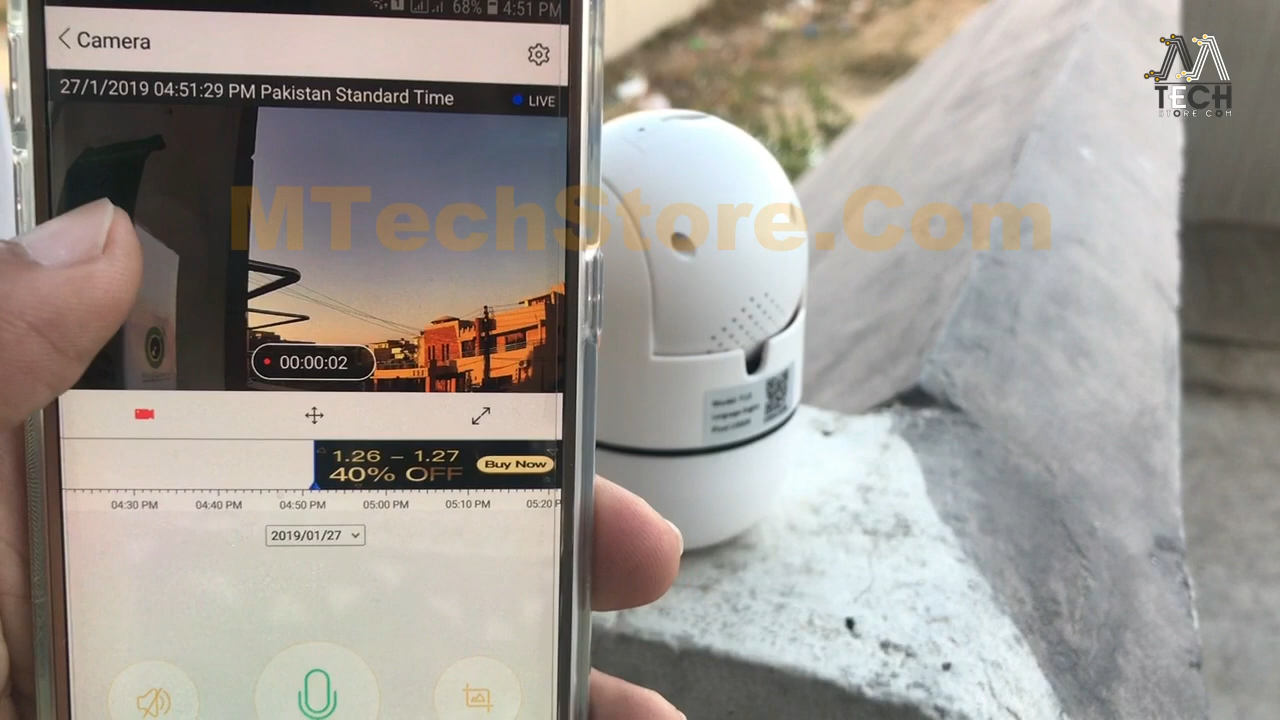 68% 4:51 PM
Camera
27/1/2019 04:51:29 PM Pakistan Standard Time
LIVE
00:00:02
1.26 – 1.27
40% OFF
Buy Now
04:30 PM 04:40 PM 04:50 PM 05:00 PM 05:10 PM 05:20 P
2019/01/27
MTechStore.Com
TECH
STORE.COM